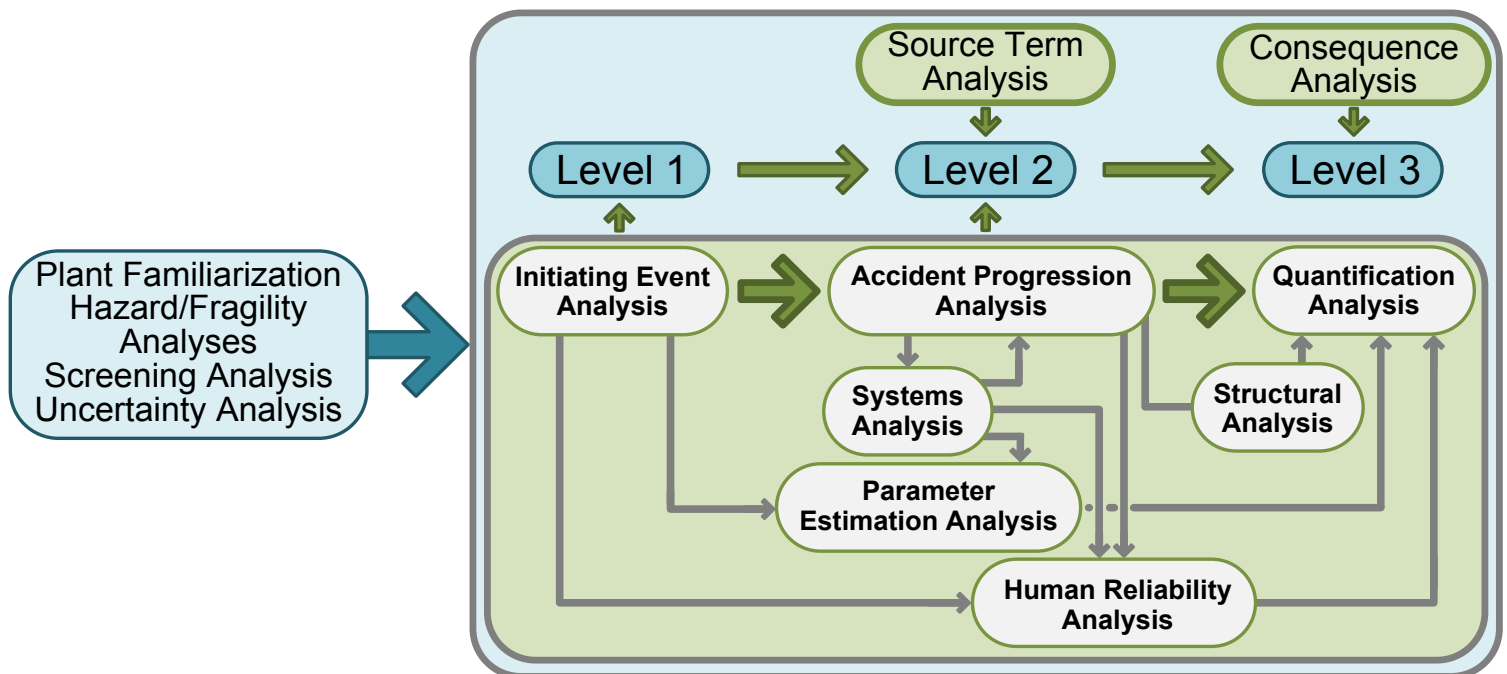 Source Term
Analysis
Consequence
Analysis
Level 1
Level 2
Level 3
Plant Familiarization
Hazard/Fragility
Analyses
Screening Analysis
Uncertainty Analysis
Initiating Event
Analysis
Accident Progression
Analysis
Quantification
Analysis
Systems
Analysis
Structural
Analysis
Parameter
Estimation Analysis
Human Reliability
Analysis